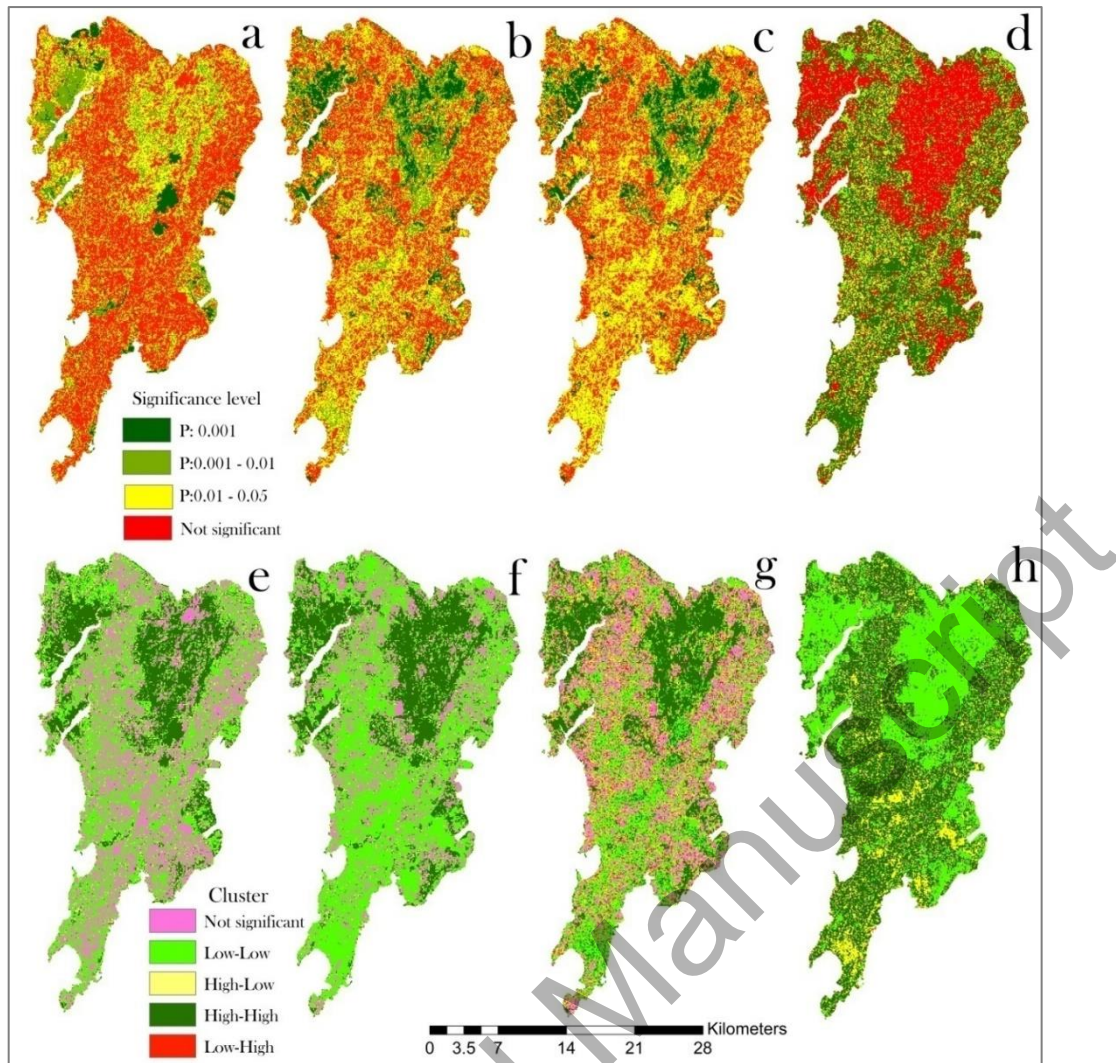 a
b
c
d
Significance level
P: 0.001
P:0.001 - 0.01
P:0.01 - 0.05
Not significant
e
f
g
h
Cluster
Not significant
Low-Low
High-Low
High-High
Low-High
Kilometers
0 3.5 7 14 21 28
Manuscript